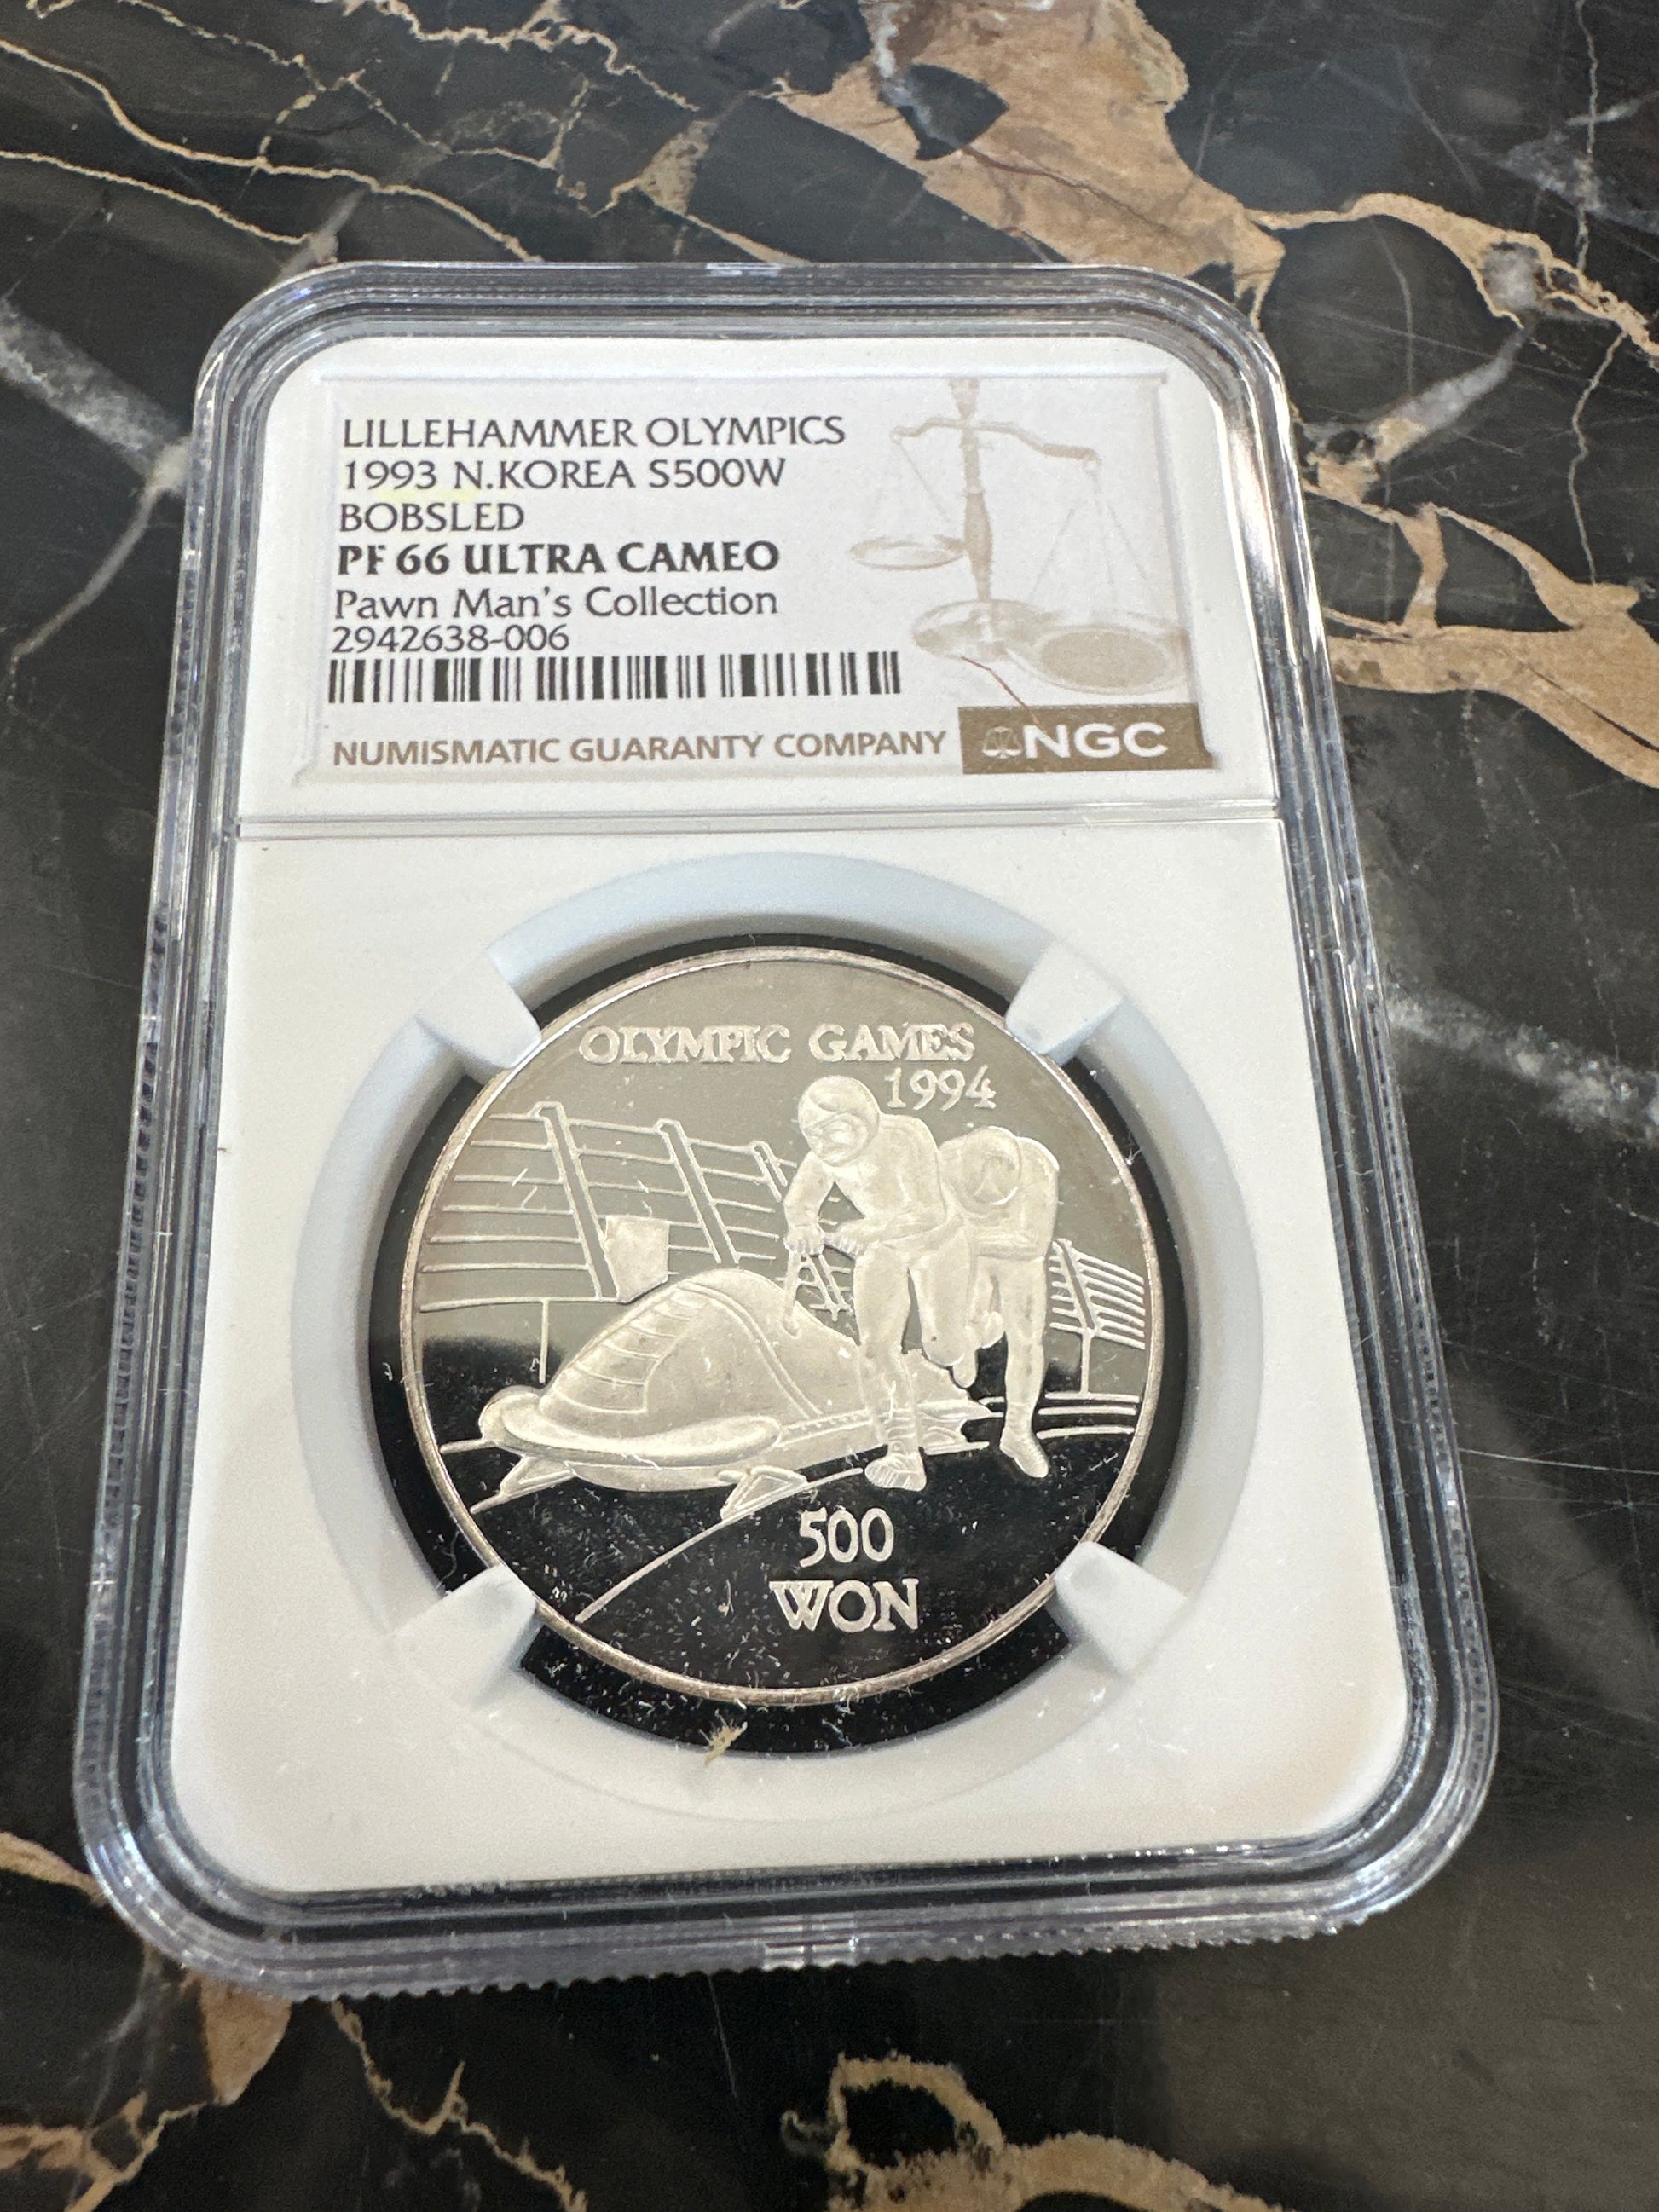 LILLEHAMMER OLYMPICS
1993 N.KOREA S500W
BOBSLED
PF 66 ULTRA CAMEO
Pawn Man's Collection
2942638-006
NUMISMATIC GUARANTY COMPANY NGC
OLYMPIC GAMES
1994
500
WON